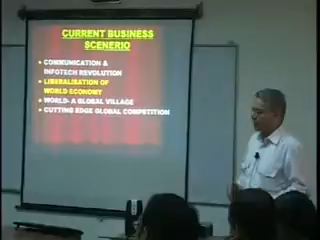 CURRENT BUSINESS
SCENERIO
• COMMUNICATION &
INFOTECH REVOLUTION
• LIBERALISATION OF
WORLD ECONOMY
• WORLD- A GLOBAL VILLAGE
• CUTTING EDGE GLOBAL COMPETITION